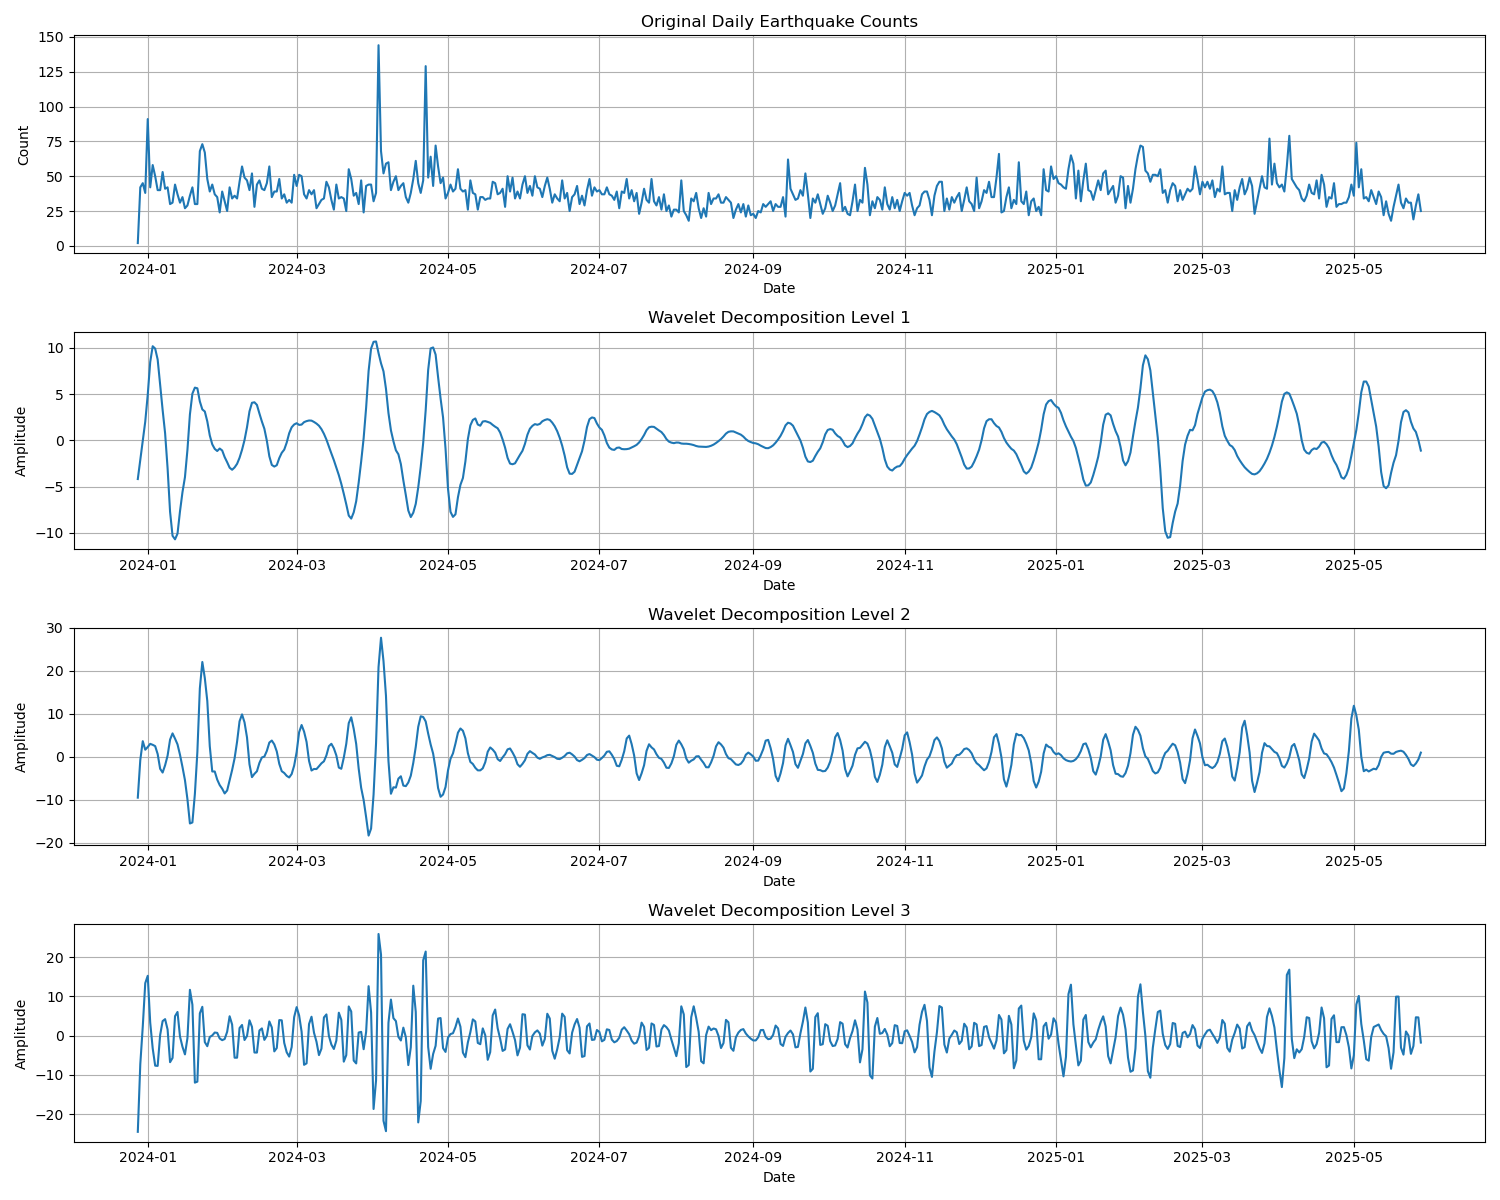 Original Daily Earthquake Counts
150
125
100
75
50
25
0
Count
2024-01 2024-03 2024-05 2024-07 2024-09 2024-11 2025-01 2025-03 2025-05
Date
Wavelet Decomposition Level 1
10
5
0
−5
−10
Amplitude
2024-01 2024-03 2024-05 2024-07 2024-09 2024-11 2025-01 2025-03 2025-05
Date
Wavelet Decomposition Level 2
30
20
10
0
−10
−20
Amplitude
2024-01 2024-03 2024-05 2024-07 2024-09 2024-11 2025-01 2025-03 2025-05
Date
Wavelet Decomposition Level 3
20
10
0
−10
−20
Amplitude
2024-01 2024-03 2024-05 2024-07 2024-09 2024-11 2025-01 2025-03 2025-05
Date